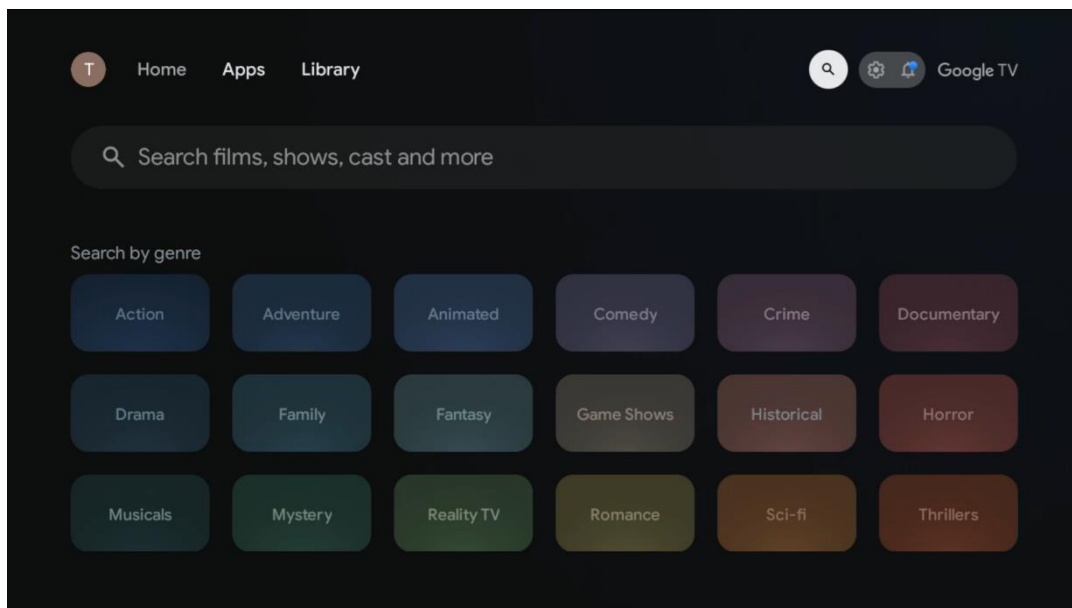 T Home Apps Library Google TV
Search films, shows, cast and more
Search by genre
Action Adventure Animated Comedy Crime Documentary
Drama Family Fantasy Game Shows Historical Horror
Musicals Mystery Reality TV Romance Sci-fi Thrillers